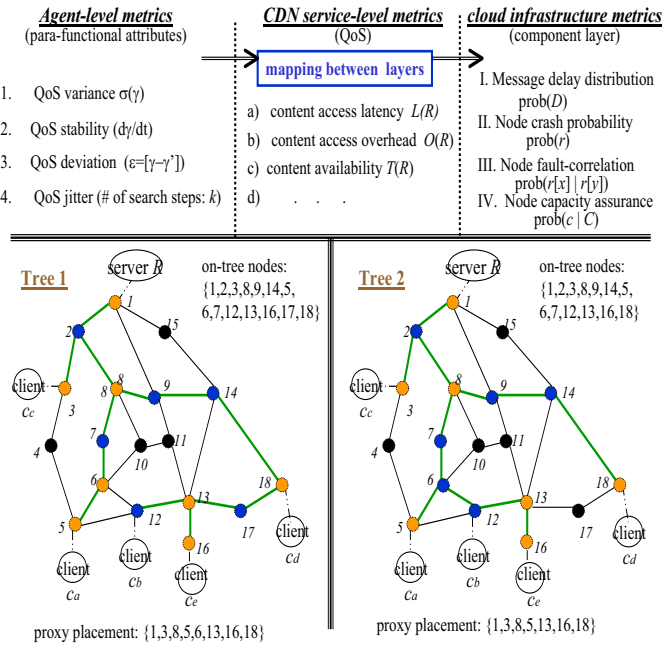 Agent-level metrics
(para-functional attributes)
CDN service-level metrics
(QoS)
cloud infrastructure metrics
(component layer)
mapping between layers
1. QoS variance σ(γ)
2. QoS stability (dγ/dt)
3. QoS deviation (ε=[γ−γ'])
4. QoS jitter (# of search steps: k)
a) content access latency L(R)
b) content access overhead O(R)
c) content availability T(R)
d) . . .
I. Message delay distribution
prob(D)
II. Node crash probability
prob(r)
III. Node fault-correlation
prob(r[x] | r[y])
IV. Node capacity assurance
prob(c | C)
Tree 1
server R
on-tree nodes:
{1,2,3,8,9,14,5,
6,7,12,13,16,17,18}
1
15
2
client
cc
3
8
8
9
14
4
7
10
11
6
18
5
12
13
17
client
ca
client
cb
16
client
ce
client
cd
proxy placement: {1,3,8,5,6,13,16,18}
Tree 2
server R
on-tree nodes:
{1,2,3,8,9,14,5,
6,7,12,13,16,18}
1
15
2
client
cc
3
8
9
14
4
7
10
11
6
18
5
12
13
17
client
ca
client
cb
16
client
ce
client
cd
proxy placement: {1,3,8,5,13,16,18}